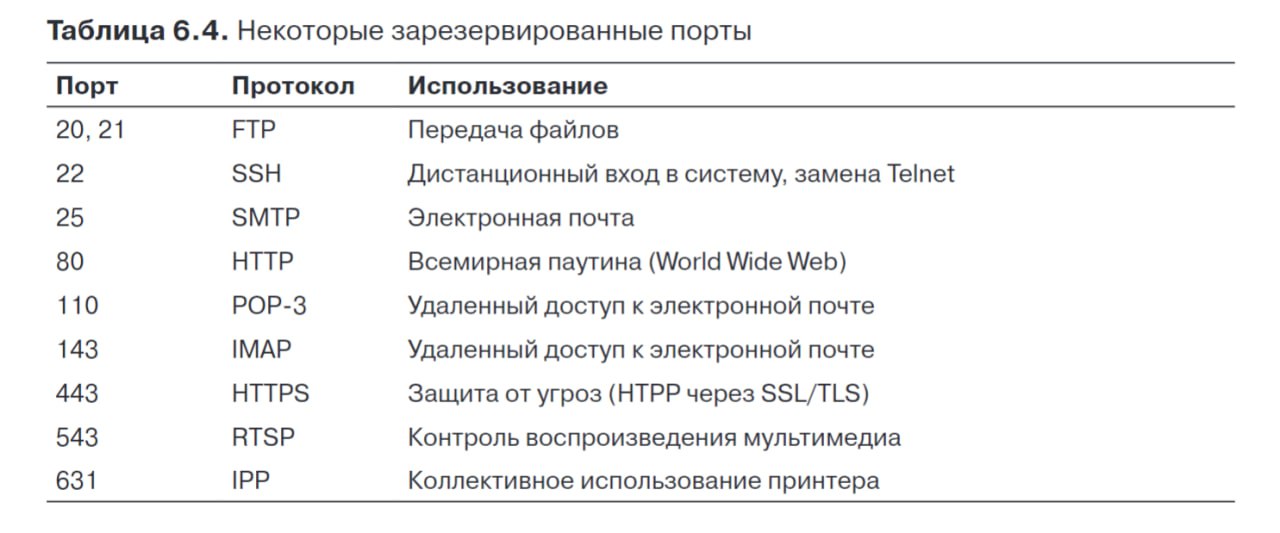 Таблица 6.4. Некоторые зарезервированные порты
Порт Протокол Использование
20, 21 FTP Передача файлов
22 SSH Дистанционный вход в систему, замена Telnet
25 SMTP Электронная почта
80 HTTP Всемирная паутина (World Wide Web)
110 POP-3 Удаленный доступ к электронной почте
143 IMAP Удаленный доступ к электронной почте
443 HTTPS Защита от угроз (HTPP через SSL/TLS)
543 RTSP Контроль воспроизведения мультимедиа
631 IPP Коллективное использование принтера